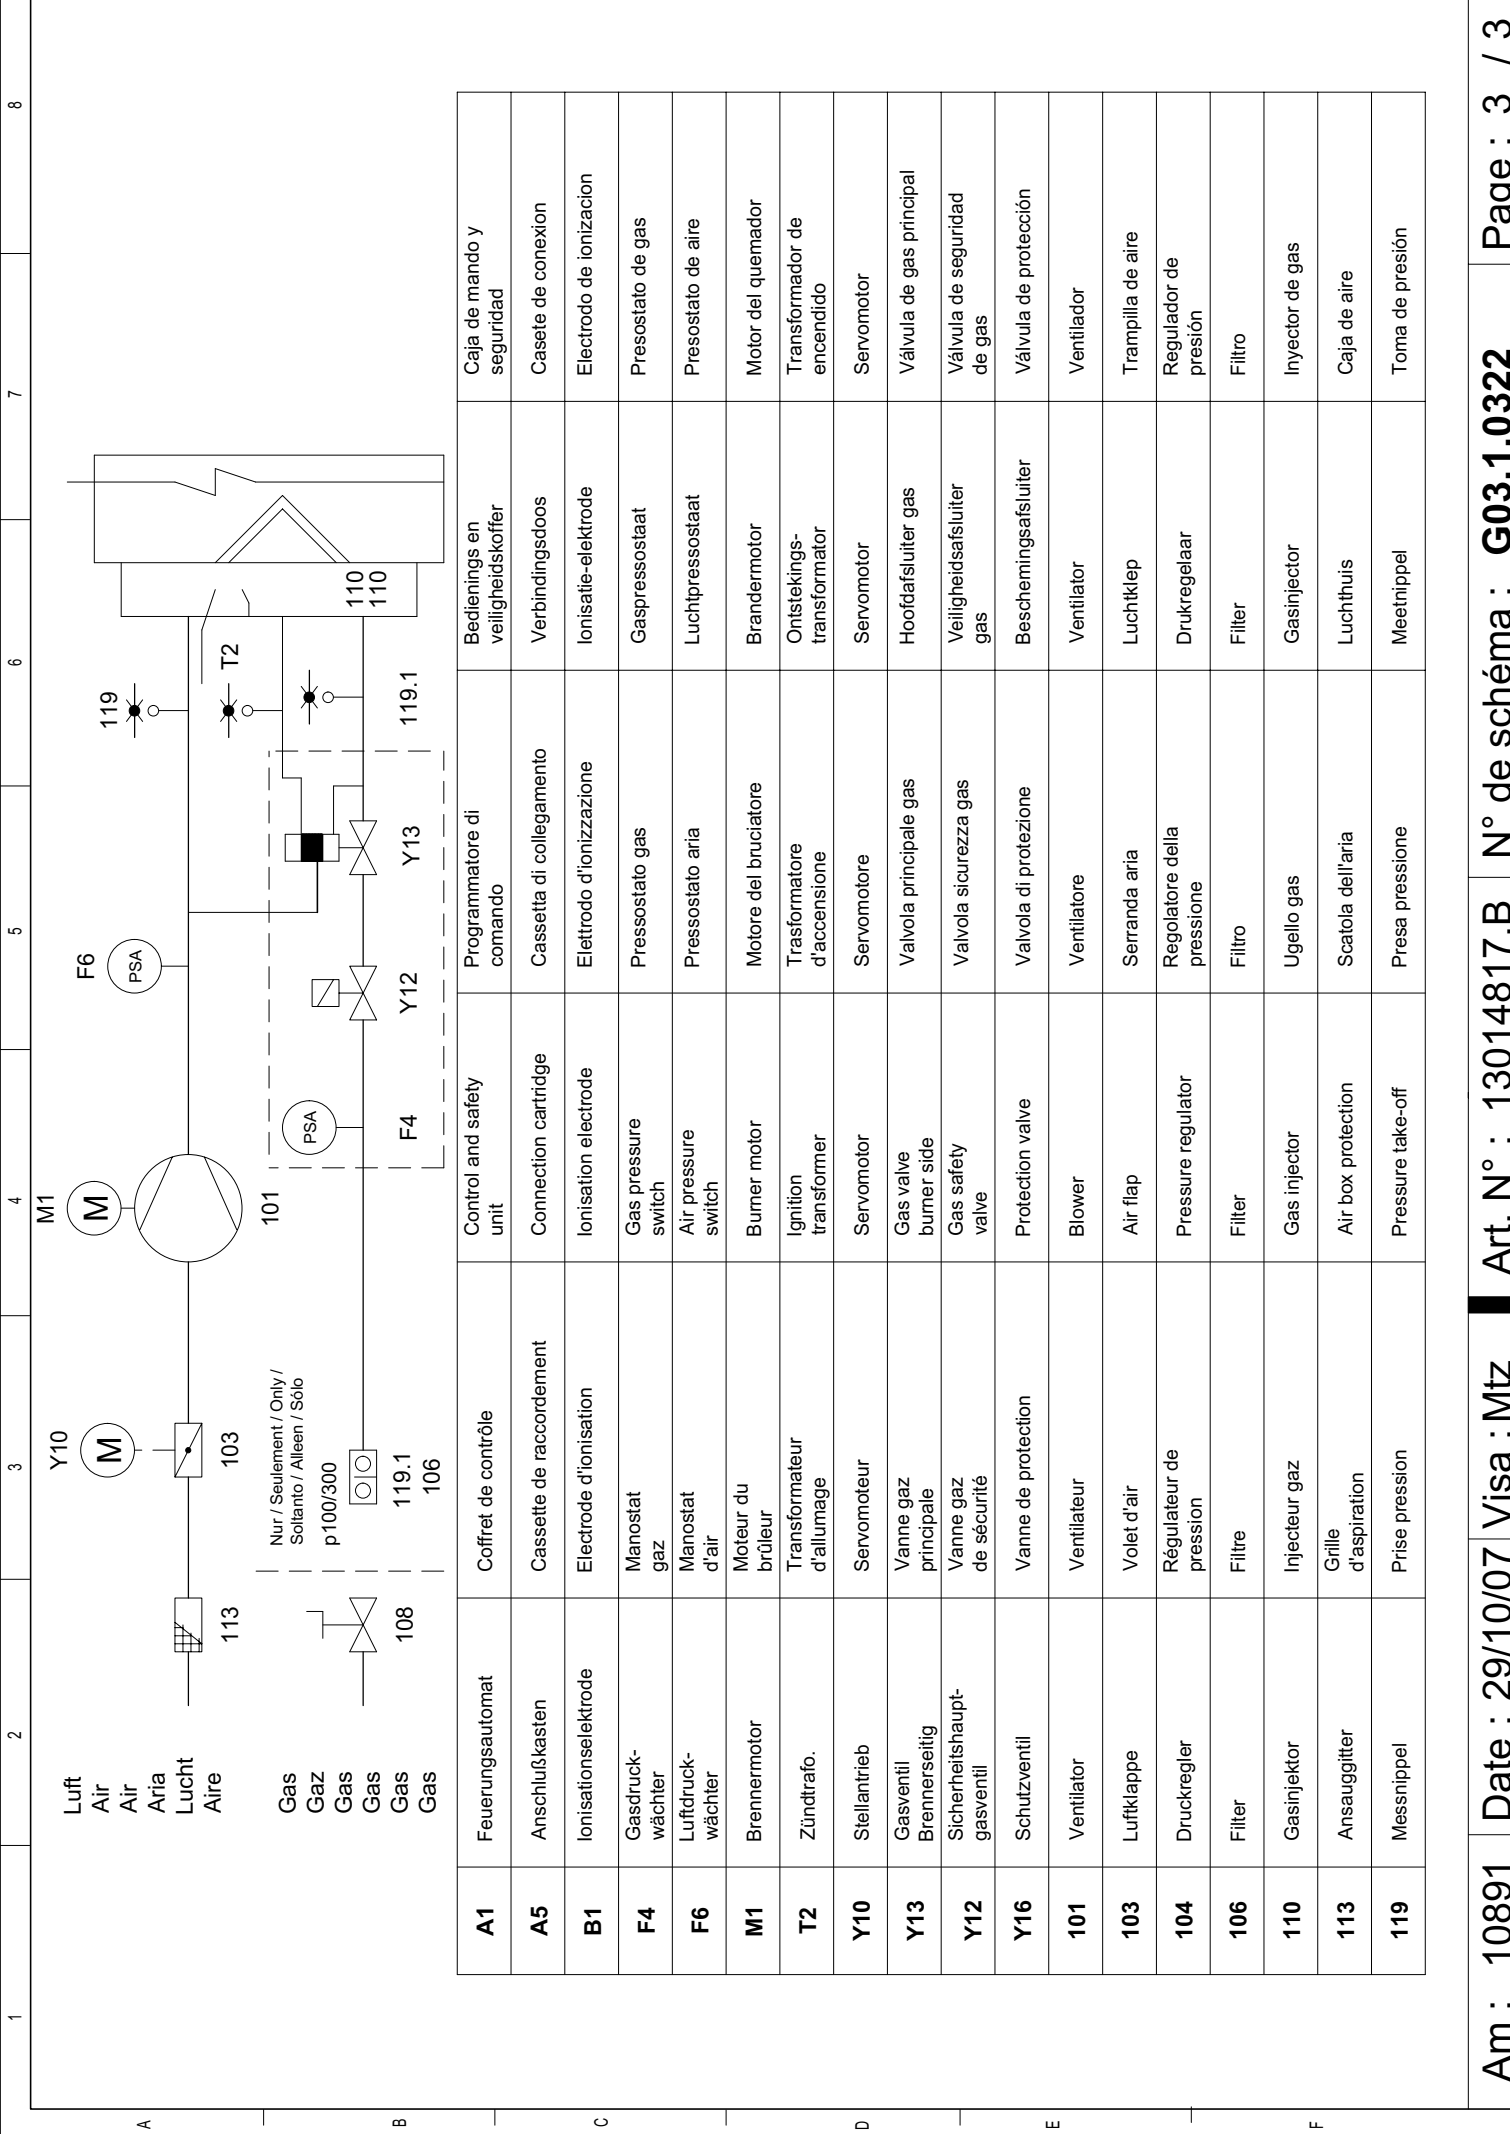 1
2
3
4
5
6
7
8
A
B
C
D
E
F
Luft
Air
Air
Aria
Lucht
Aire
Gas
Gaz
Gas
Gas
Gas
Gas
113
108
Y10
M
103
Nur / Seulement / Only /
Soltanto / Alleen / Sólo
p100/300
119.1
106
M1
M
101
PSA
F4
F6
PSA
Y12
Y13
119
T2
119.1
110
110
A1 Feuerungsautomat Coffret de contrôle Control and safety unit Programmatore di comando Bedienings en veiligheidskoffer Caja de mando y seguridad
A5 Anschlußkasten Cassette de raccordement Connection cartridge Cassetta di collegamento Verbindingsdoos Casete de conexion
B1 Ionisationselektrode Electrode d'ionisation Ionisation electrode Elettrodo d'ionizzazione Ionisatie-elektrode Electrodo de ionizacion
F4 Gasdruck-wächter Manostat gaz Gas pressure switch Pressostato gas Gaspressostaat Presostato de gas
F6 Luftdruck-wächter Manostat d'air Air pressure switch Pressostato aria Luchtpressostaat Presostato de aire
M1 Brennermotor Moteur du brûleur Burner motor Motore del bruciatore Brandermotor Motor del quemador
T2 Zündtrafo. Transformateur d'allumage Ignition transformer Trasformatore d'accensione Ontstekings-transformator Transformador de encendido
Y10 Stellantrieb Servomoteur Servomotor Servomotore Servomotor Servomotor
Y13 Gasventil Brennerseitig Vanne gaz principale Gas valve burner side Valvola principale gas Hoofdafsluiter gas Válvula de gas principal
Y12 Sicherheitshaupt-gasventil Vanne gaz de sécurité Gas safety valve Valvola sicurezza gas Veiligheidsafsluiter gas Válvula de seguridad de gas
Y16 Schutzventil Vanne de protection Protection valve Valvola di protezione Beschemingsafsluiter Válvula de protección
101 Ventilator Ventilateur Blower Ventilatore Ventilator Ventilador
103 Luftklappe Volet d'air Air flap Serranda aria Luchtklep Trampilla de aire
104 Druckregler Régulateur de pression Pressure regulator Regolatore della pressione Drukregelaar Regulador de presión
106 Filter Filtre Filter Filtro Filter Filtro
110 Gasinjektor Injecteur gaz Gas injector Ugello gas Gasinjector Inyector de gas
113 Ansauggitter Grille d'aspiration Air box protection Scatola dell'aria Luchthuis Caja de aire
119 Messnippel Prise pression Pressure take-off Presa pressione Meetnippel Toma de presión
Am : 10891 Date : 29/10/07 Visa : Mtz Art. N° : 13014817.B N° de schéma : G03.1.0322 Page : 3 / 3